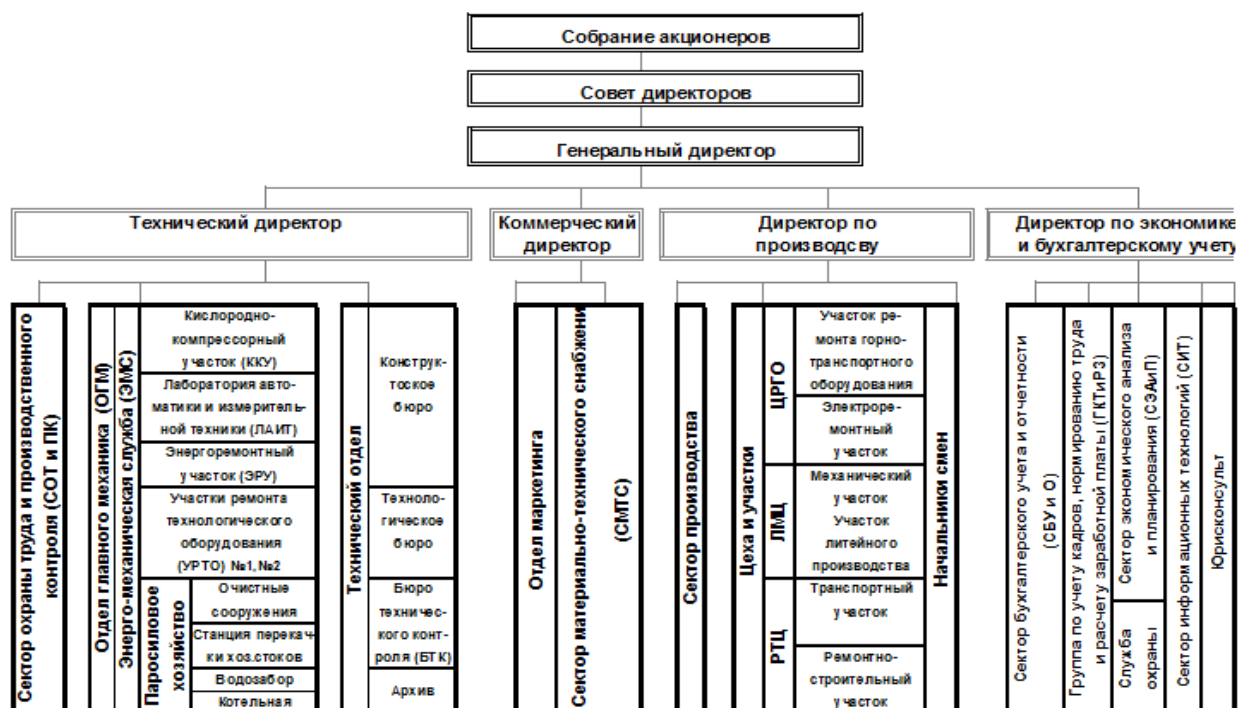 Собрание акционеров
Совет директоров
Генеральный директор
Технический директор
Коммерческий
директор
Директор по
производсву
Директор по экономике
и бухгалтерскому учету
Сектор охраны труда и производственного
контроля (СОТ и ПК)
Отдел главного механика (ОГМ)
Энерго-механическая служба (ЭМС)
Кислородно-
компрессорный
участок (ККУ)
Лаборатория авто-
матики и измеритель-
ной техники (ЛАИТ)
Энергоремонтный
участок (ЭРУ)
Участки ремонта
технологического
оборудования
(УРТО) №1,№2
Паросиловое
хозяйство
Очистные
сооружения
Станция перекач-
ки хоз.стоков
Водозабор
Котельная
Технический отдел
Конструк-
тоское
бюро
Техноло-
гическое
бюро
Бюро
техничес-
кого конт-
роля (БТК)
Архив
Отдел маркетинга
Сектор материально-технического снабжени
(СМТС)
Сектор производства
Цеха и участки
ЦРГО
Участок ре-
монта горно-
транспортного
оборудования
Электроре-
монтный
участок
ЛМЦ
Механический
участок
Участок
литейного
производства
РТЦ
Транспортный
участок
Ремонтно-
строительный
участок
Начальники смен
Сектор бухгалтерского учета и отчетности
(СБУ и О)
Группа по учету кадров, нормированию труда
и расчету заработной платы (ГКТиРЗ)
Сектор экономического анализа
и планирования (СЭАиП)
Служба
охраны
Сектор информационных технологий (СИТ)
Юрисконсульт